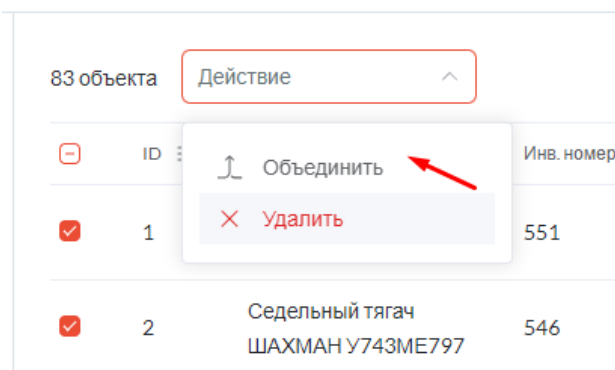 83 объекта
Действие
ID
Инв. номер
Объединить
Удалить
1
551
2
Седельный тягач
ШАХМАН У743МЕ797
546